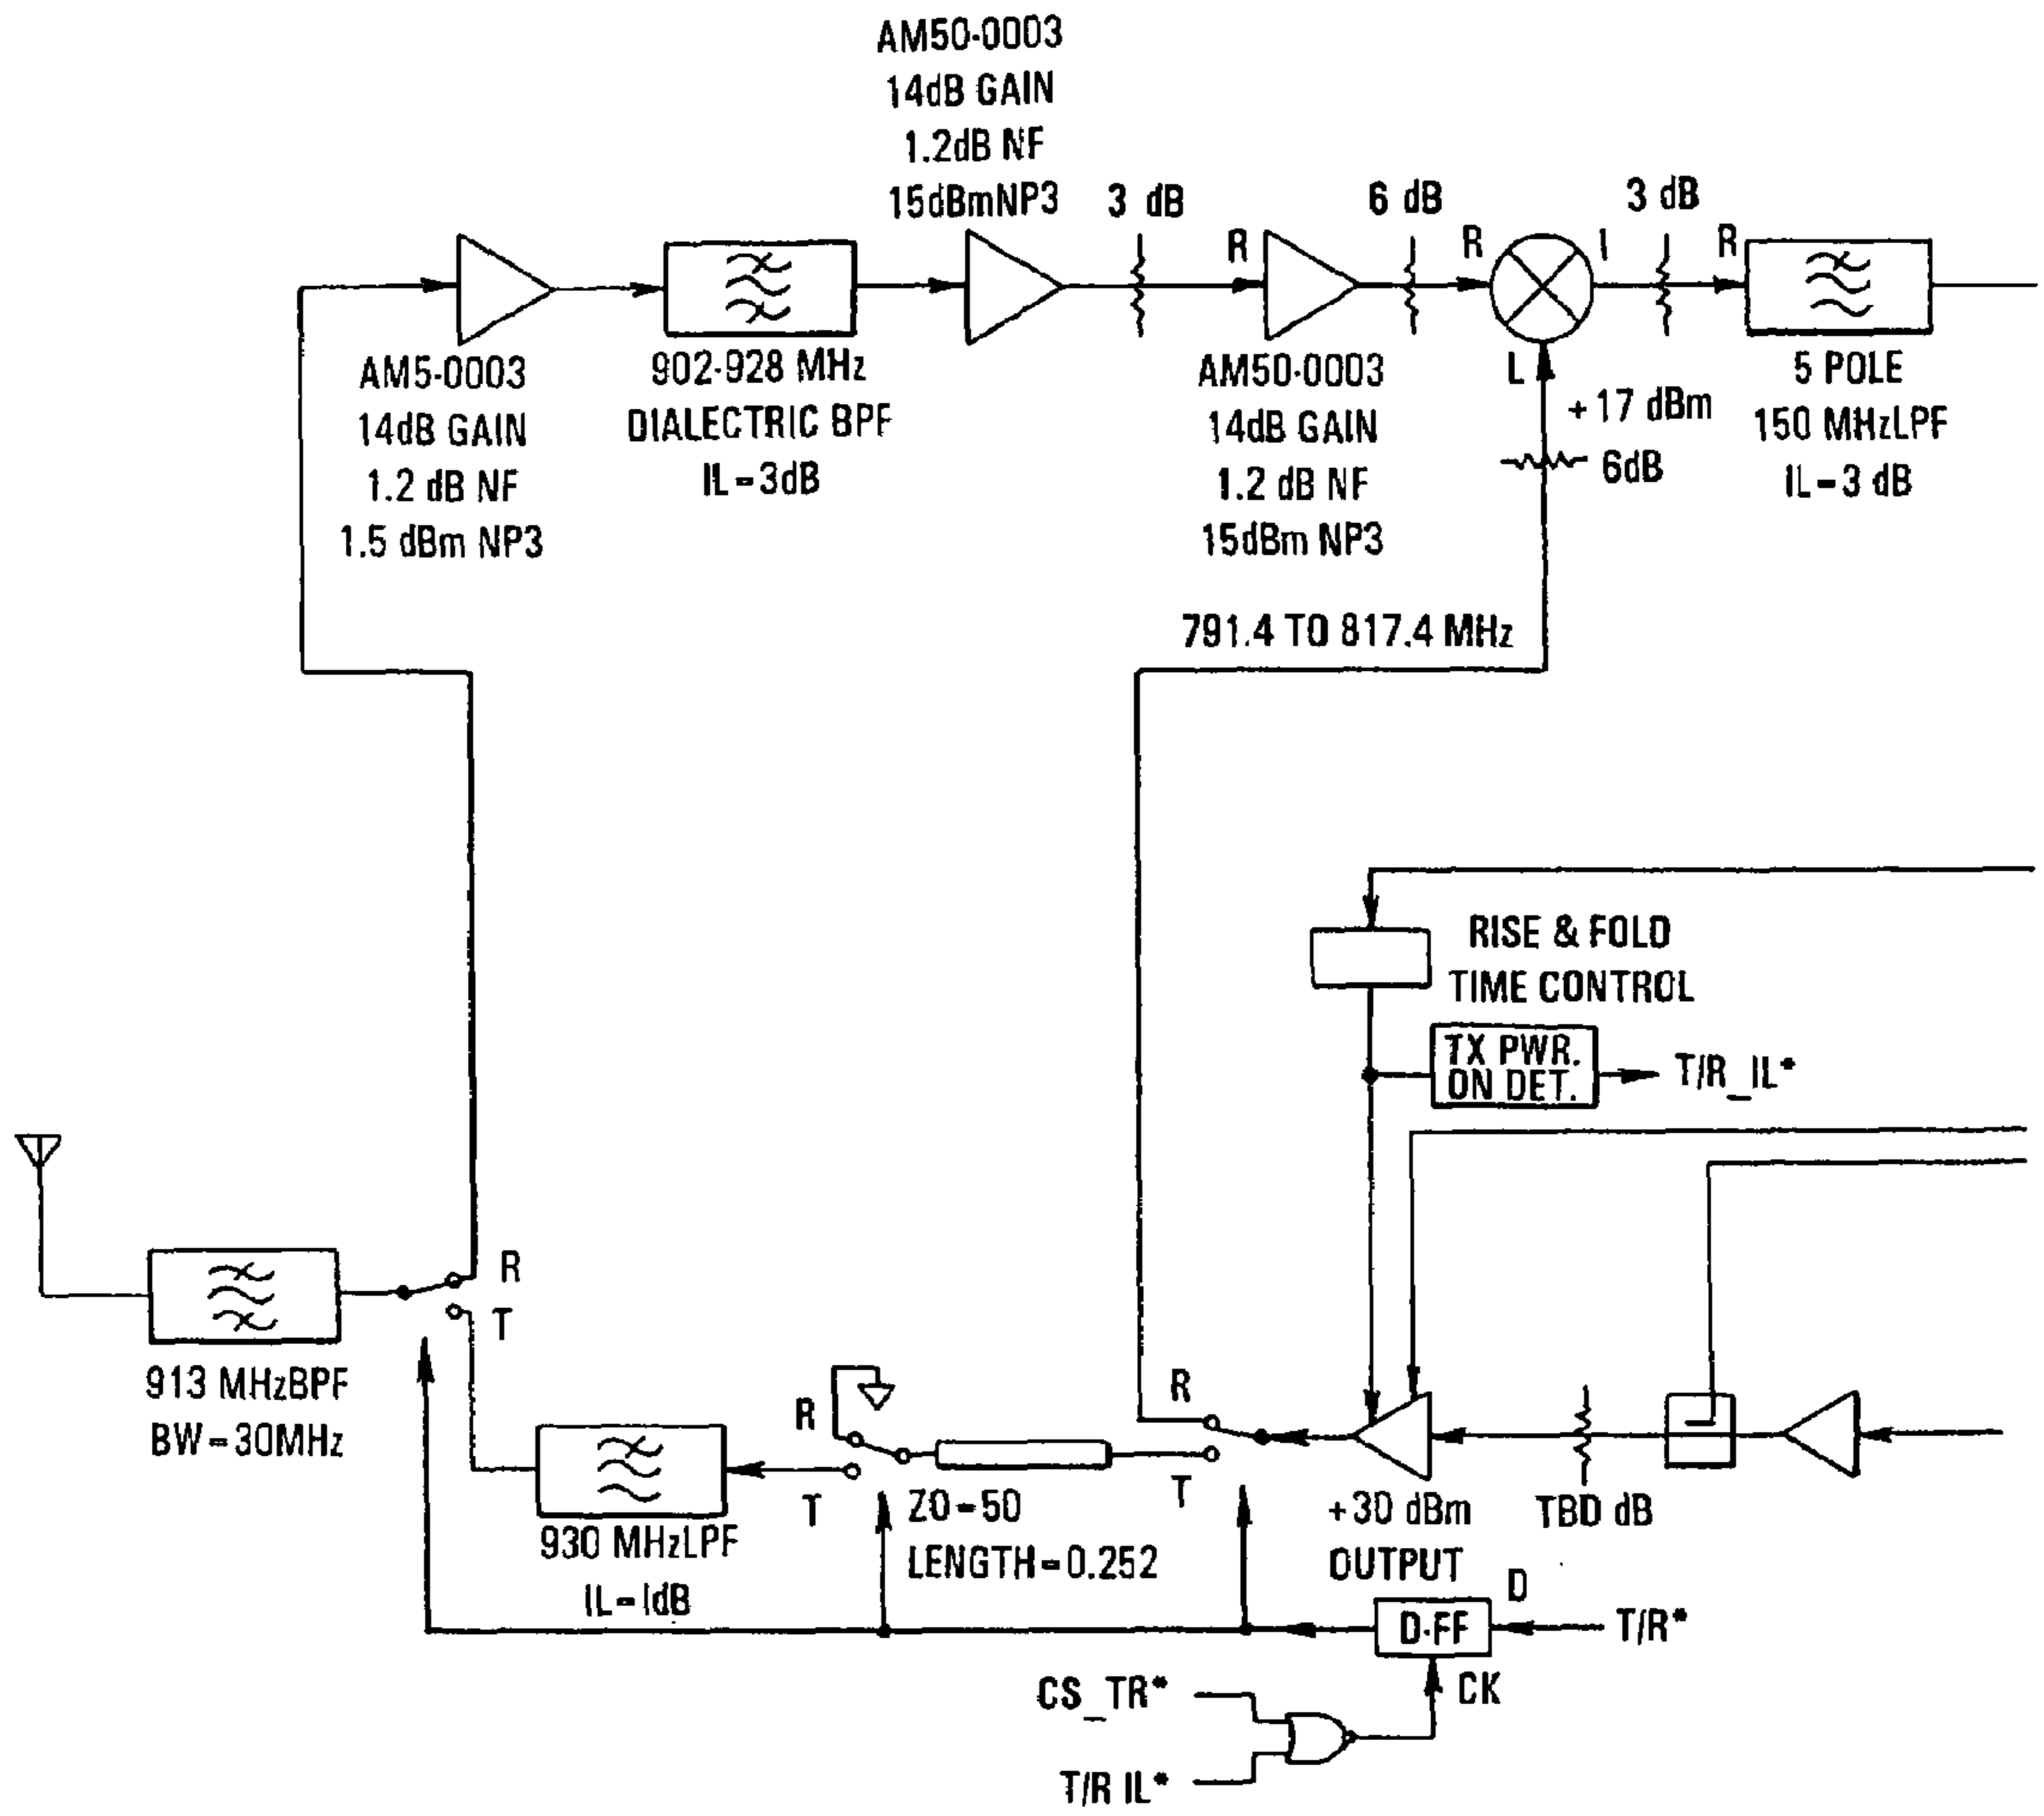 AM50-0003
14dB GAIN
1.2dB NF
15dBmNP3
3 dB
R
6 dB
R
I
3 dB
R
AM5-0003
14dB GAIN
1.2 dB NF
1.5 dBm NP3
902-928 MHz
DIALECTRIC BPF
IL=3dB
AM50-0003
14dB GAIN
1.2 dB NF
15dBm NP3
L
+17 dBm
6dB
5 POLE
150 MHzLPF
IL=3 dB
791.4 TO 817.4 MHz
RISE & FOLD
TIME CONTROL
TX PWR.
ON DET.
T/R_IL*
R
T
913 MHzBPF
BW=30MHz
R
T
930 MHzLPF
IL=IdB
Z0=50
LENGTH=0.252
R
T
+30 dBm
OUTPUT
TBD dB
D
D-FF
T/R*
CK
CS_TR*
T/R IL*